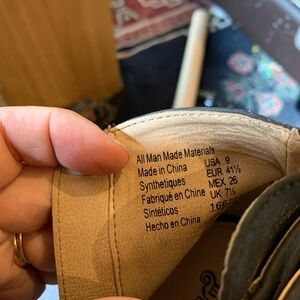 All Man Made Materials
Made in China USA 9
Synthetiques EUR 41½
Fabriqué en Chine MEX 26
Sintéticos UK 7½
Hecho en China